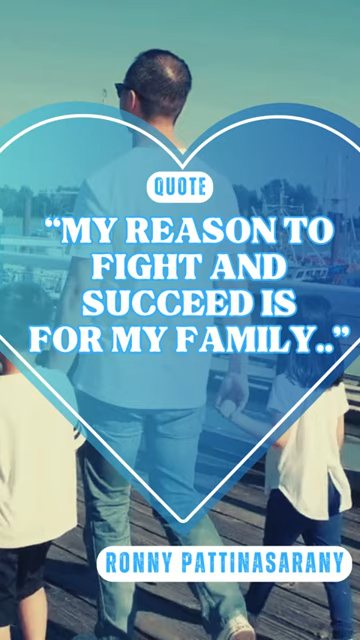 QUOTE
“MY REASON TO
FIGHT AND
SUCCEED IS
FOR MY FAMILY..”
RONNY PATTINASARANY